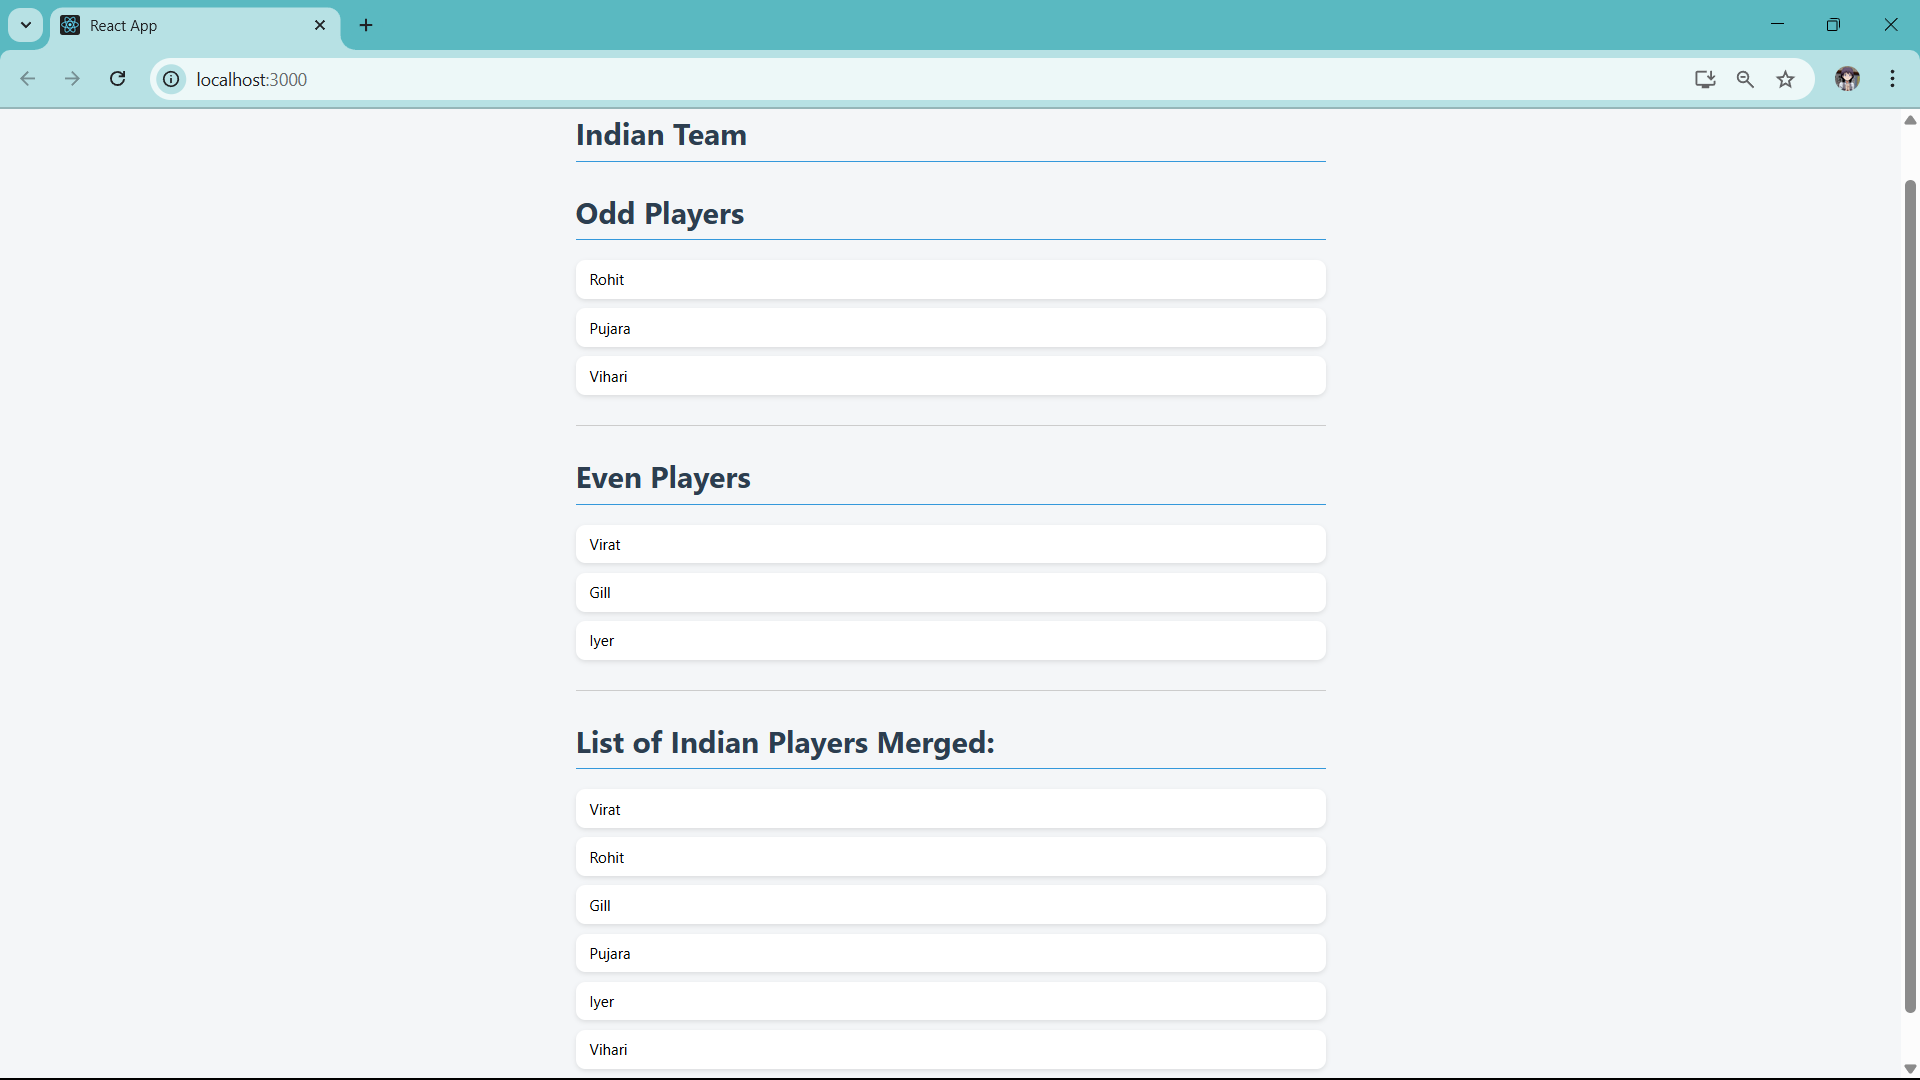 React App
localhost:3000
Indian Team
Odd Players
Rohit
Pujara
Vihari
Even Players
Virat
Gill
Iyer
List of Indian Players Merged:
Virat
Rohit
Gill
Pujara
Iyer
Vihari